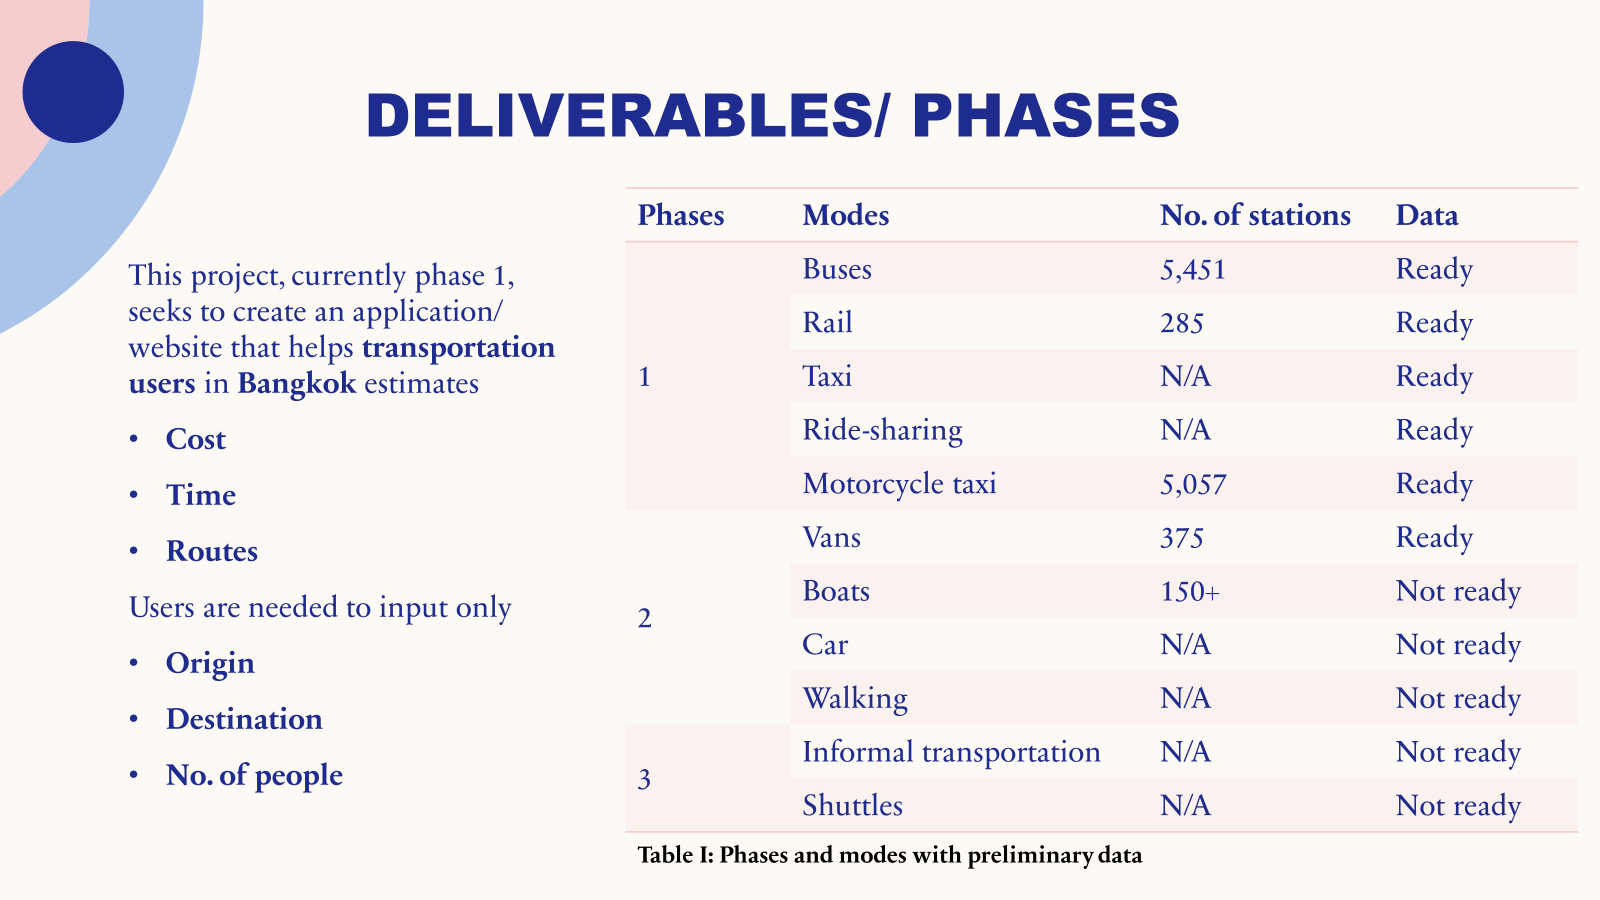 DELIVERABLES/ PHASES
This project, currently phase 1,
seeks to create an application/
website that helps transportation
users in Bangkok estimates
• Cost
• Time
• Routes
Users are needed to input only
• Origin
• Destination
• No. of people
Phases Modes No. of stations Data
1
Buses 5,451 Ready
Rail 285 Ready
Taxi N/A Ready
Ride-sharing N/A Ready
Motorcycle taxi 5,057 Ready
2
Vans 375 Ready
Boats 150+ Not ready
Car N/A Not ready
Walking N/A Not ready
3
Informal transportation N/A Not ready
Shuttles N/A Not ready
Table I: Phases and modes with preliminary data